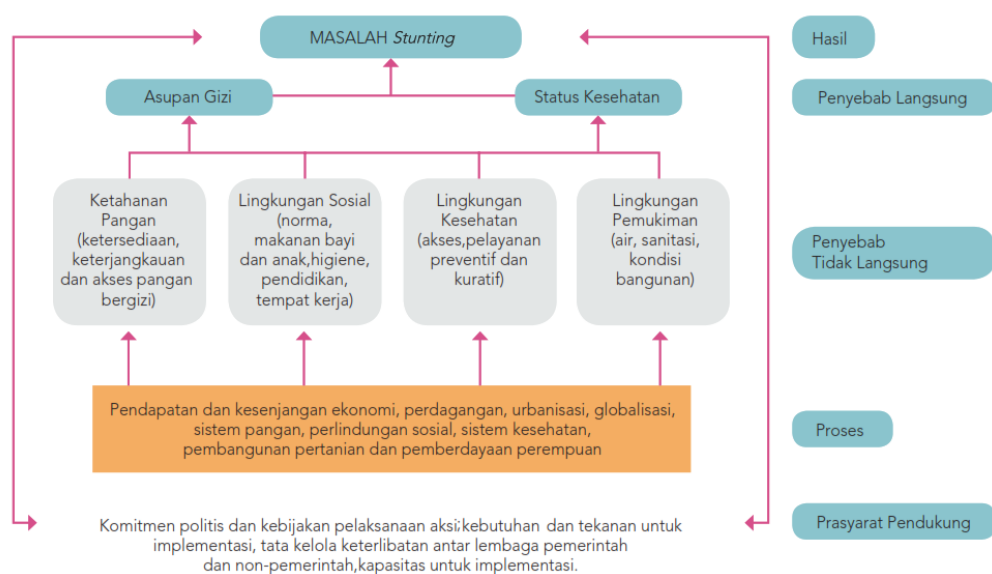 MASALAH Stunting
Hasil
Asupan Gizi
Status Kesehatan
Penyebab Langsung
Ketahanan
Pangan
(ketersediaan,
keterjangkauan
dan akses pangan
bergizi)
Lingkungan Sosial
(norma,
makanan bayi
dan anak,higiene,
pendidikan,
tempat kerja)
Lingkungan
Kesehatan
(akses,pelayanan
preventif dan
kuratif)
Lingkungan
Pemukiman
(air, sanitasi,
kondisi
bangunan)
Penyebab
Tidak Langsung
Pendapatan dan kesenjangan ekonomi, perdagangan, urbanisasi, globalisasi,
sistem pangan, perlindungan sosial, sistem kesehatan,
pembangunan pertanian dan pemberdayaan perempuan
Proses
Komitmen politis dan kebijakan pelaksanaan aksi;kebutuhan dan tekanan untuk
implementasi, tata kelola keterlibatan antar lembaga pemerintah
dan non-pemerintah,kapasitas untuk implementasi.
Prasyarat Pendukung